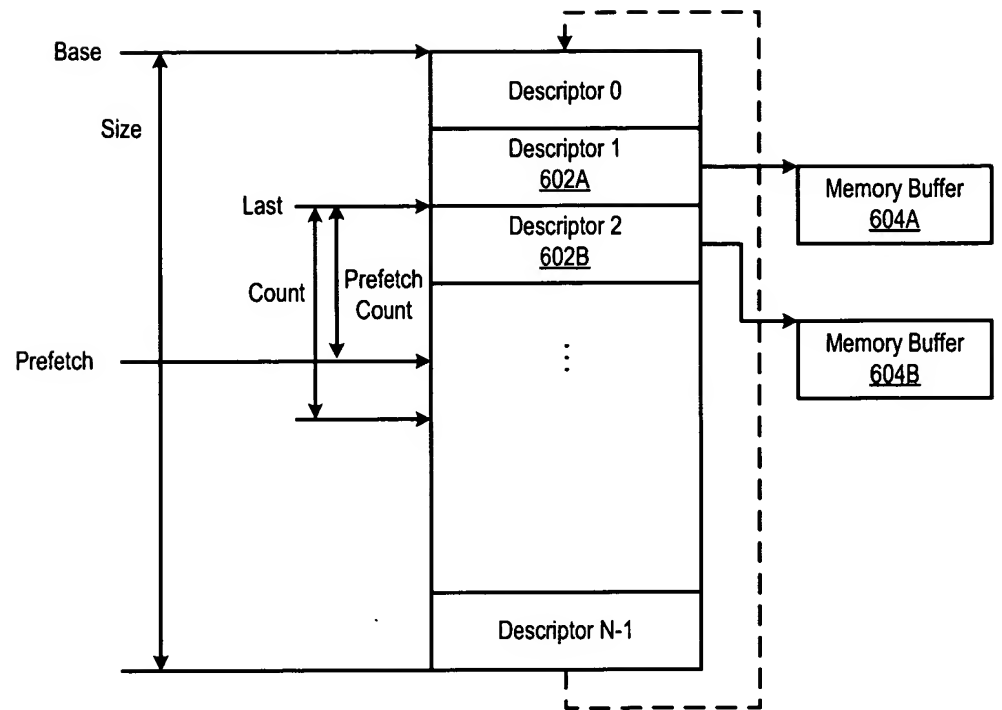 Base
Size
Descriptor 0
Descriptor 1
602A
Memory Buffer
604A
Last
Descriptor 2
602B
Count
Prefetch
Count
Prefetch
Memory Buffer
604B
Descriptor N-1